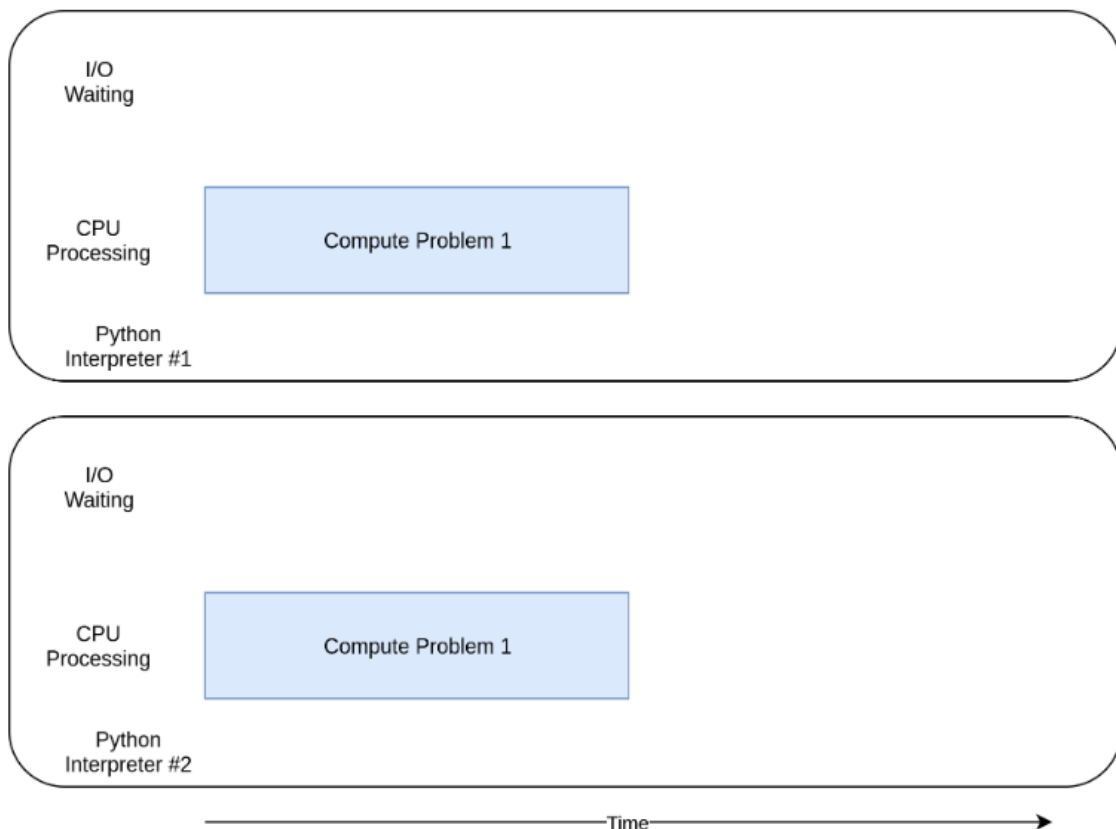 I/O
Waiting
CPU
Processing
Compute Problem 1
Python
Interpreter #1
I/O
Waiting
CPU
Processing
Compute Problem 1
Python
Interpreter #2
Time